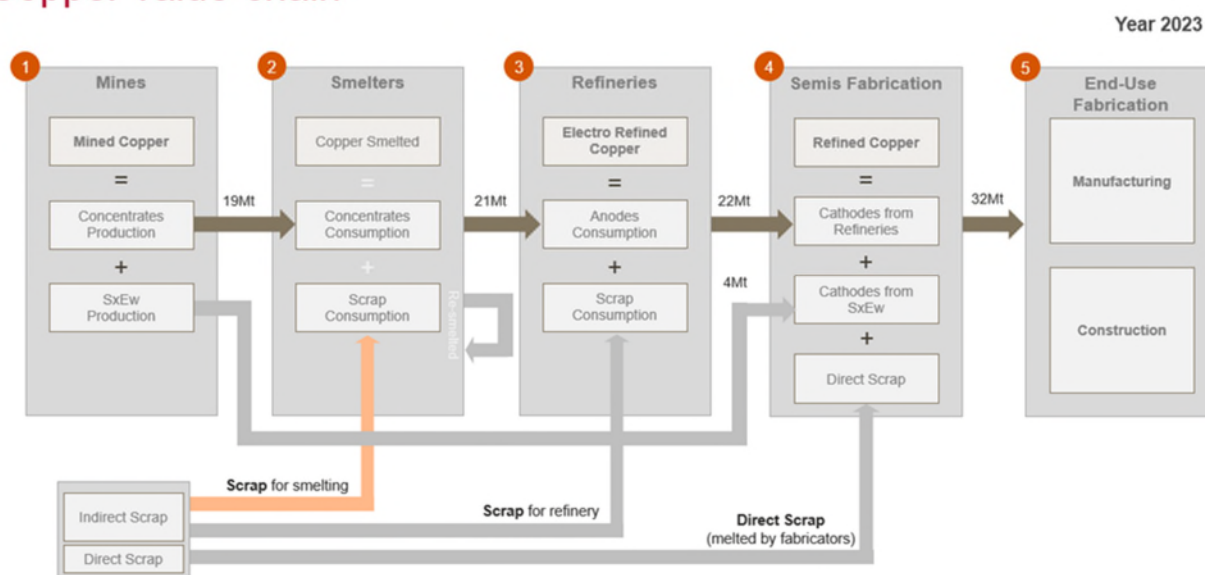 Year 2023
1
Mines
Mined Copper
=
Concentrates
Production
+
SxEw
Production
19Mt
2
Smelters
Copper Smelted
=
Concentrates
Consumption
+
Scrap
Consumption
Re-smelted
21Mt
3
Refineries
Electro Refined
Copper
=
Anodes
Consumption
+
Scrap
Consumption
22Mt
4Mt
4
Semis Fabrication
Refined Copper
=
Cathodes from
Refineries
+
Cathodes from
SxEw
+
Direct Scrap
32Mt
5
End-Use
Fabrication
Manufacturing
Construction
Indirect Scrap
Direct Scrap
Scrap for smelting
Scrap for refinery
Direct Scrap
(melted by fabricators)